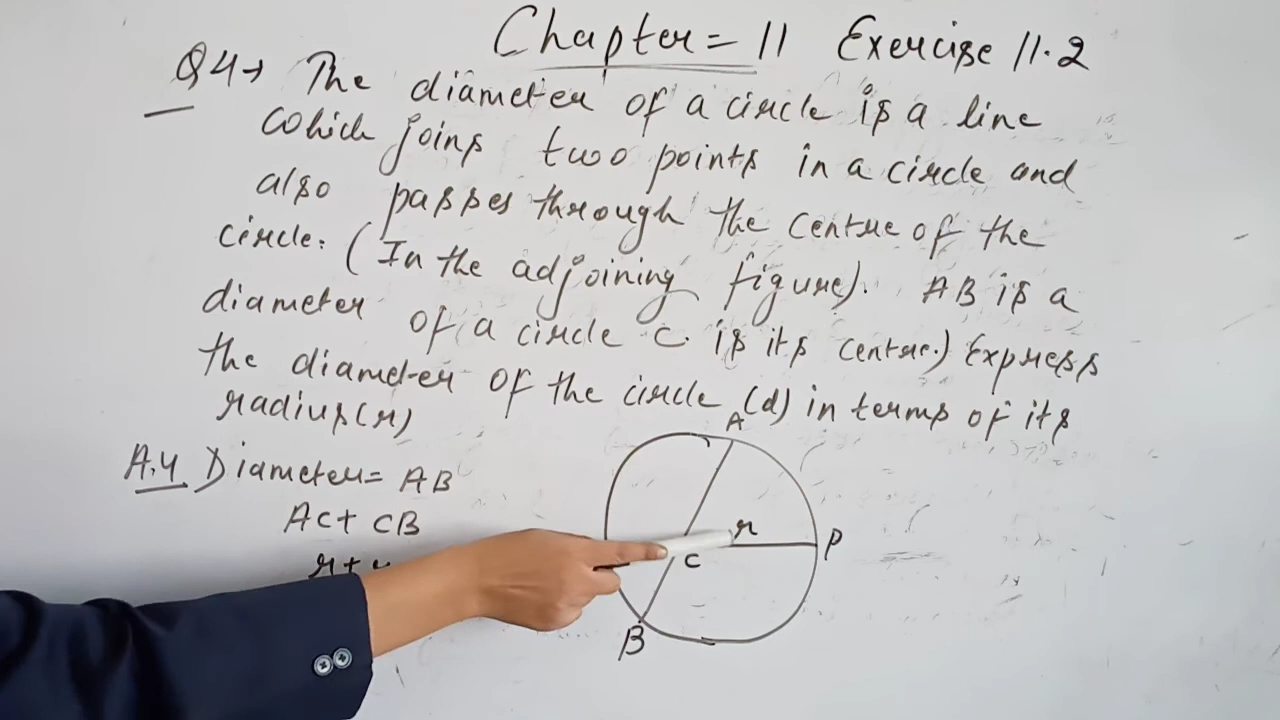 Chapter = 11 Exercise 11.2
Q4→ The diameter of a circle is a line
which joins two points in a circle and
also passes through the centre of the
circle. (In the adjoining figure). AB is a
diameter of a circle C. is its centre.) Express
the diameter of the circle (d) in terms of its
radius(r)
A.4 Diameter = AB
AC + CB
r +
A
r
C
P
B